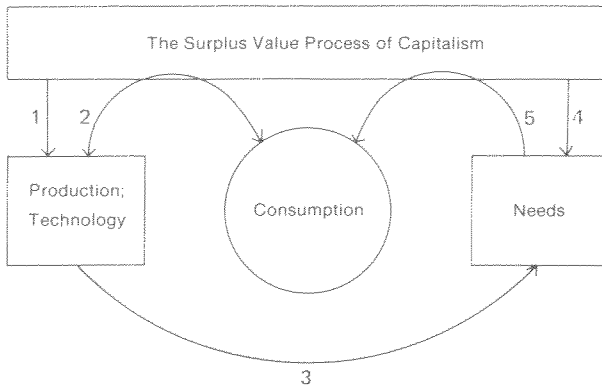 The Surplus Value Process of Capitalism
1
2
5
4
Production;
Technology
Consumption
Needs
3